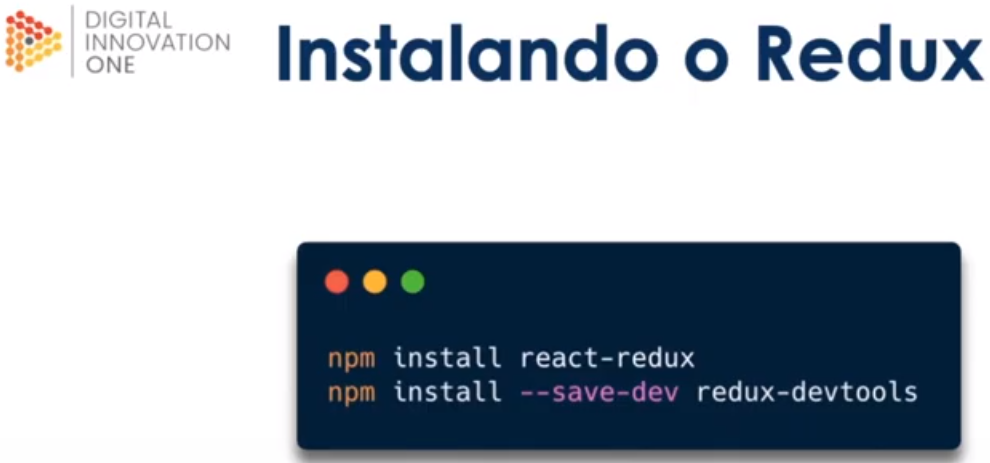 DIGITAL
INNOVATION
ONE
Instalando o Redux
npm install react-redux
npm install --save-dev redux-devtools